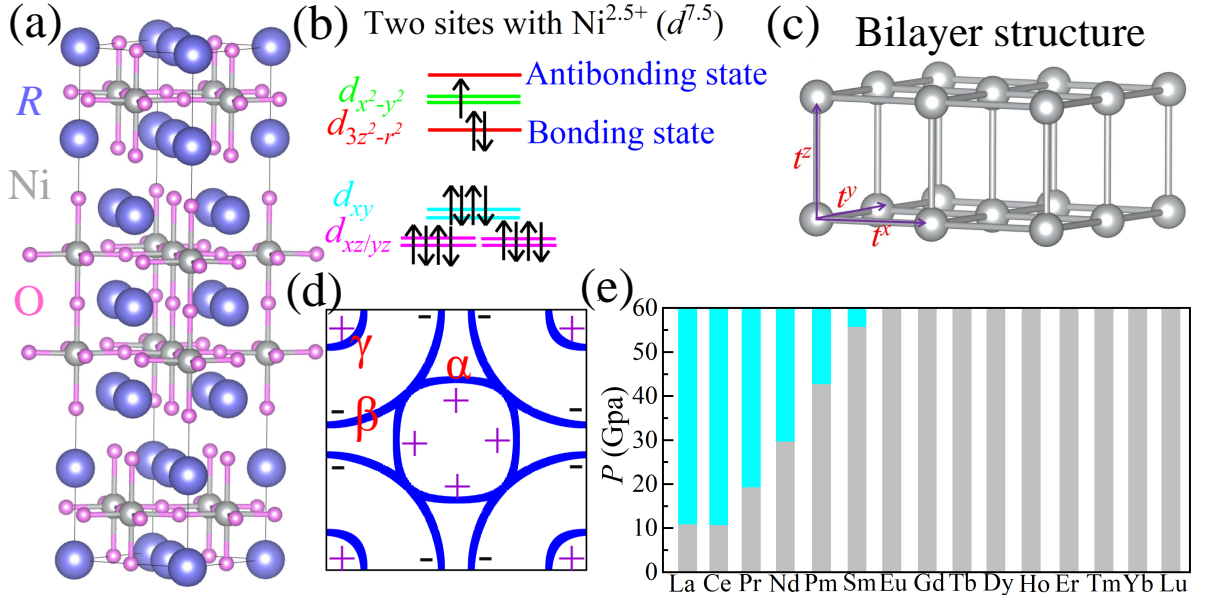 (a)
R
Ni
O
(b) Two sites with Ni2.5+ (d7.5)
Antibonding state
dx2-y2
d3z2-r2
Bonding state
dxy
dxz/yz
(c) Bilayer structure
tz
ty
tx
(d)
- -
+ +
γ α
+
- -
β
+ +
+
- -
+ +
- -
(e)
P (Gpa)
60
50
40
30
20
10
0
La Ce Pr Nd Pm Sm Eu Gd Tb Dy Ho Er Tm Yb Lu